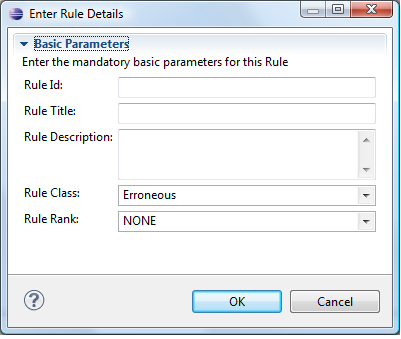 Enter Rule Details
Basic Parameters
Enter the mandatory basic parameters for this Rule
Rule Id:
Rule Title:
Rule Description:
Rule Class: Erroneous
Rule Rank: NONE
? OK Cancel